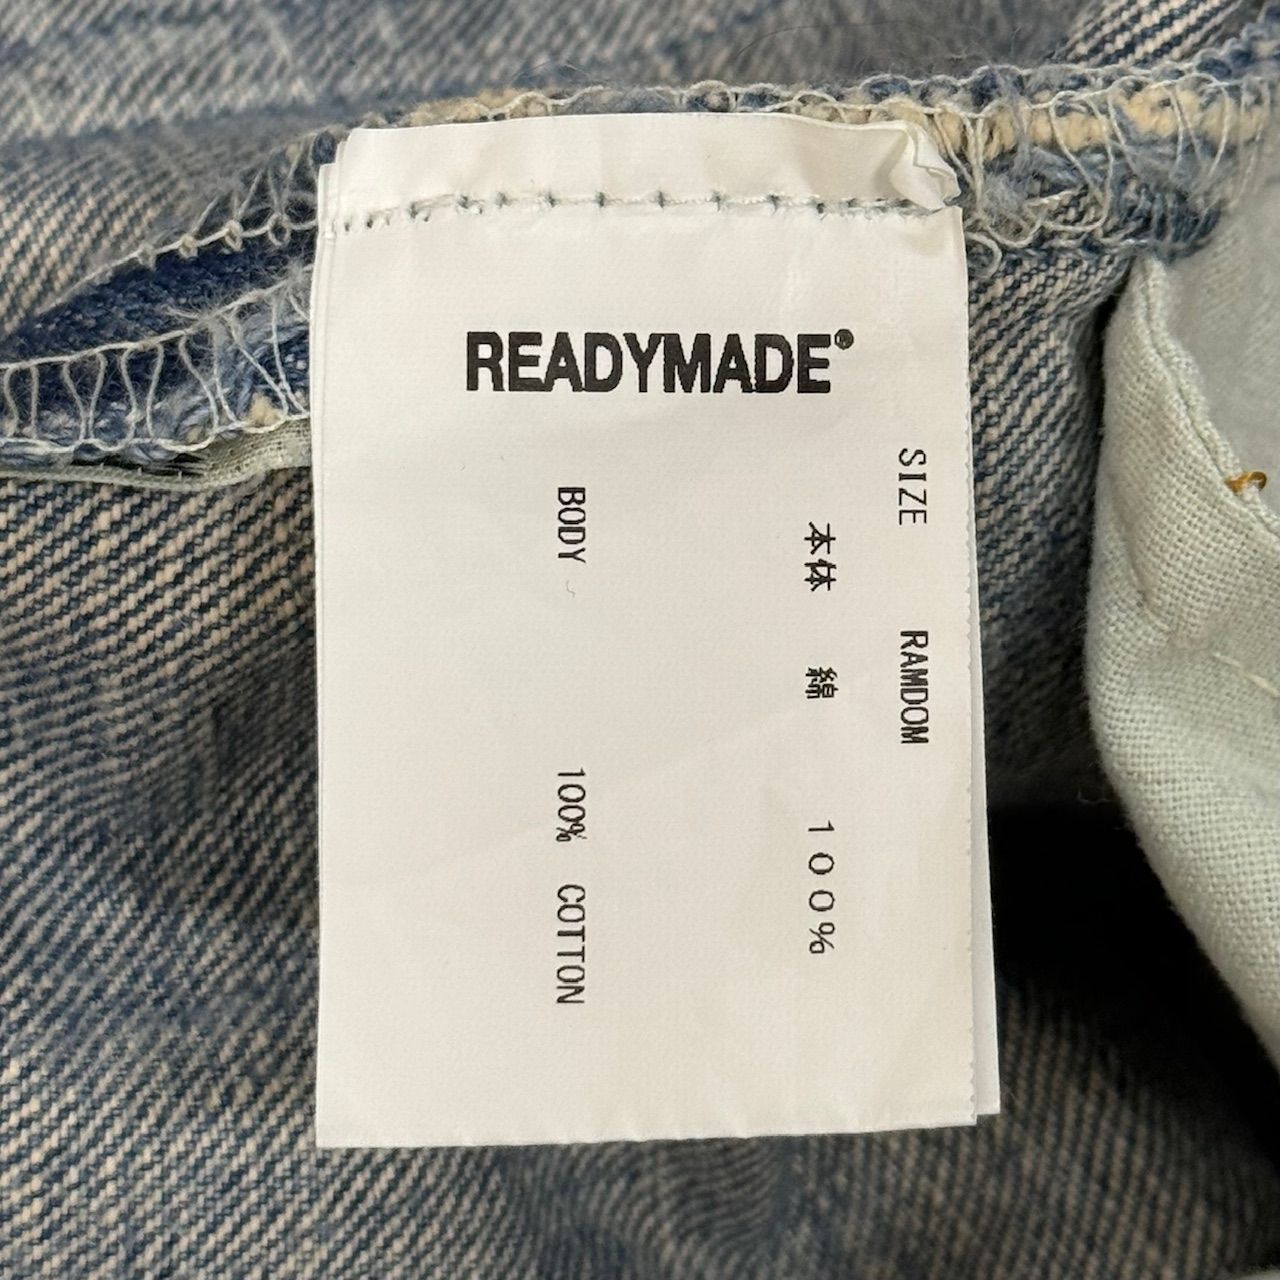 READYMADE®
SIZE RAMDOM
本体 綿 100%
BODY 100% COTTON